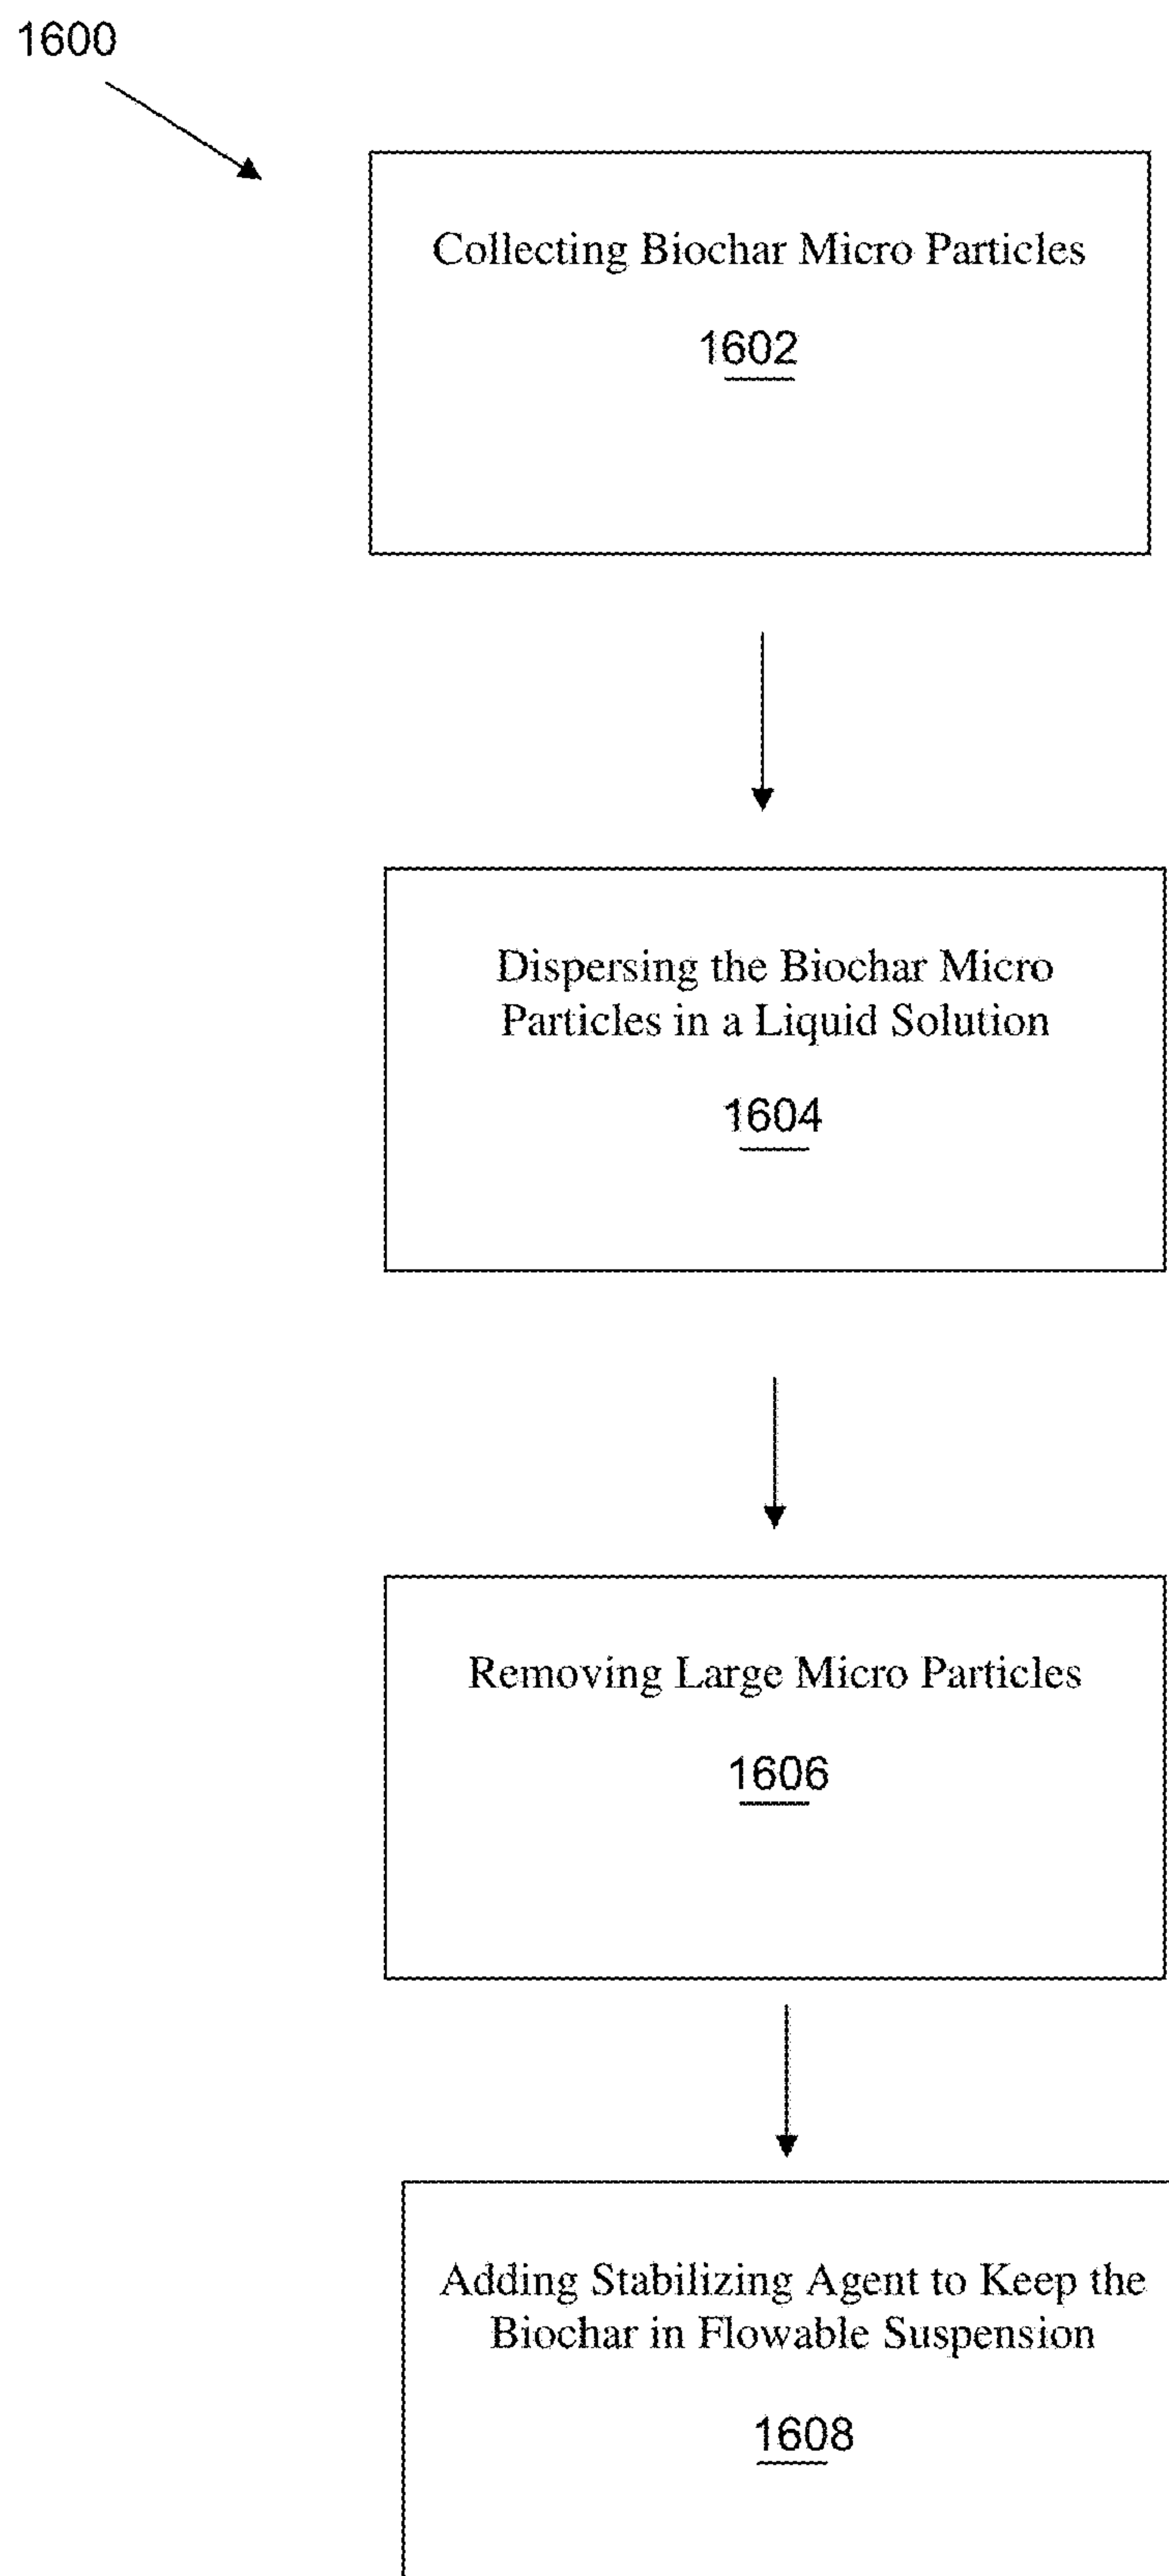 1600
Collecting Biochar Micro Particles
1602
Dispersing the Biochar Micro
Particles in a Liquid Solution
1604
Removing Large Micro Particles
1606
Adding Stabilizing Agent to Keep the
Biochar in Flowable Suspension
1608